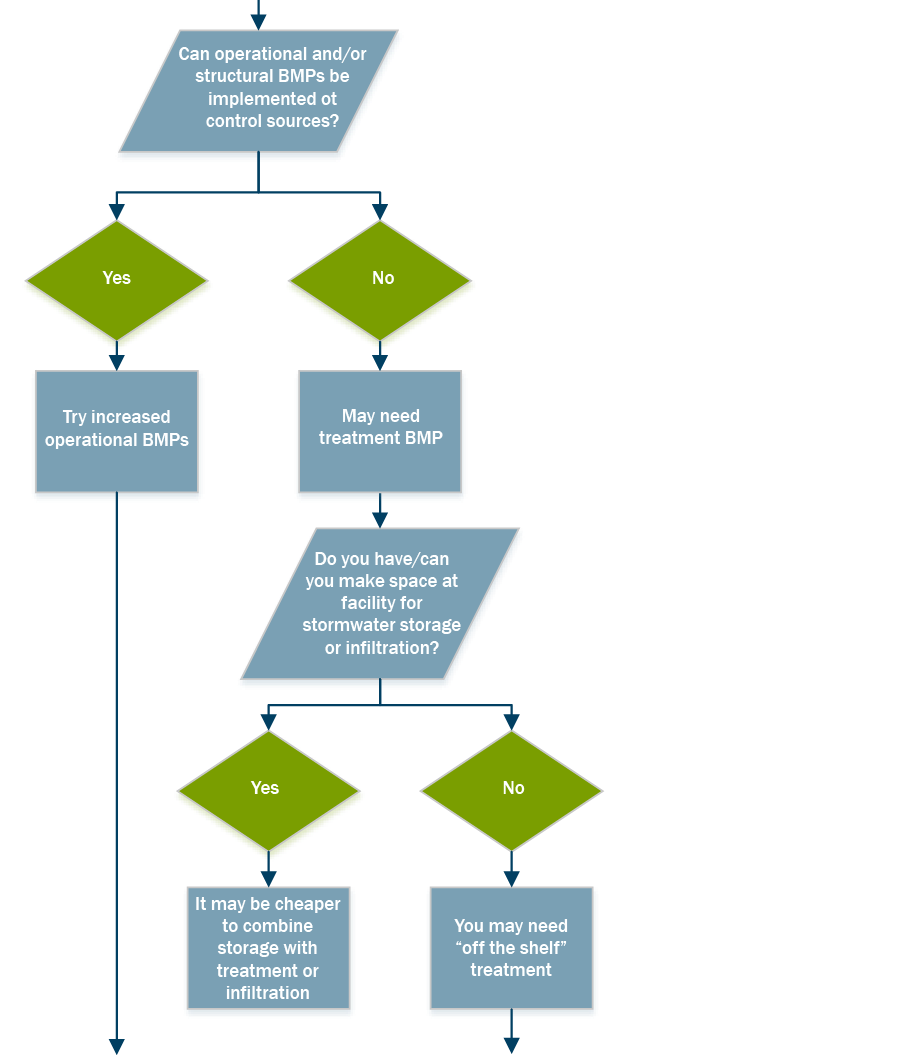 Can operational and/or
structural BMPs be
implemented ot
control sources?
Yes
No
Try increased
operational BMPs
May need
treatment BMP
Do you have/can
you make space at
facility for
stormwater storage
or infiltration?
Yes
No
It may be cheaper
to combine
storage with
treatment or
infiltration
You may need
“off the shelf”
treatment